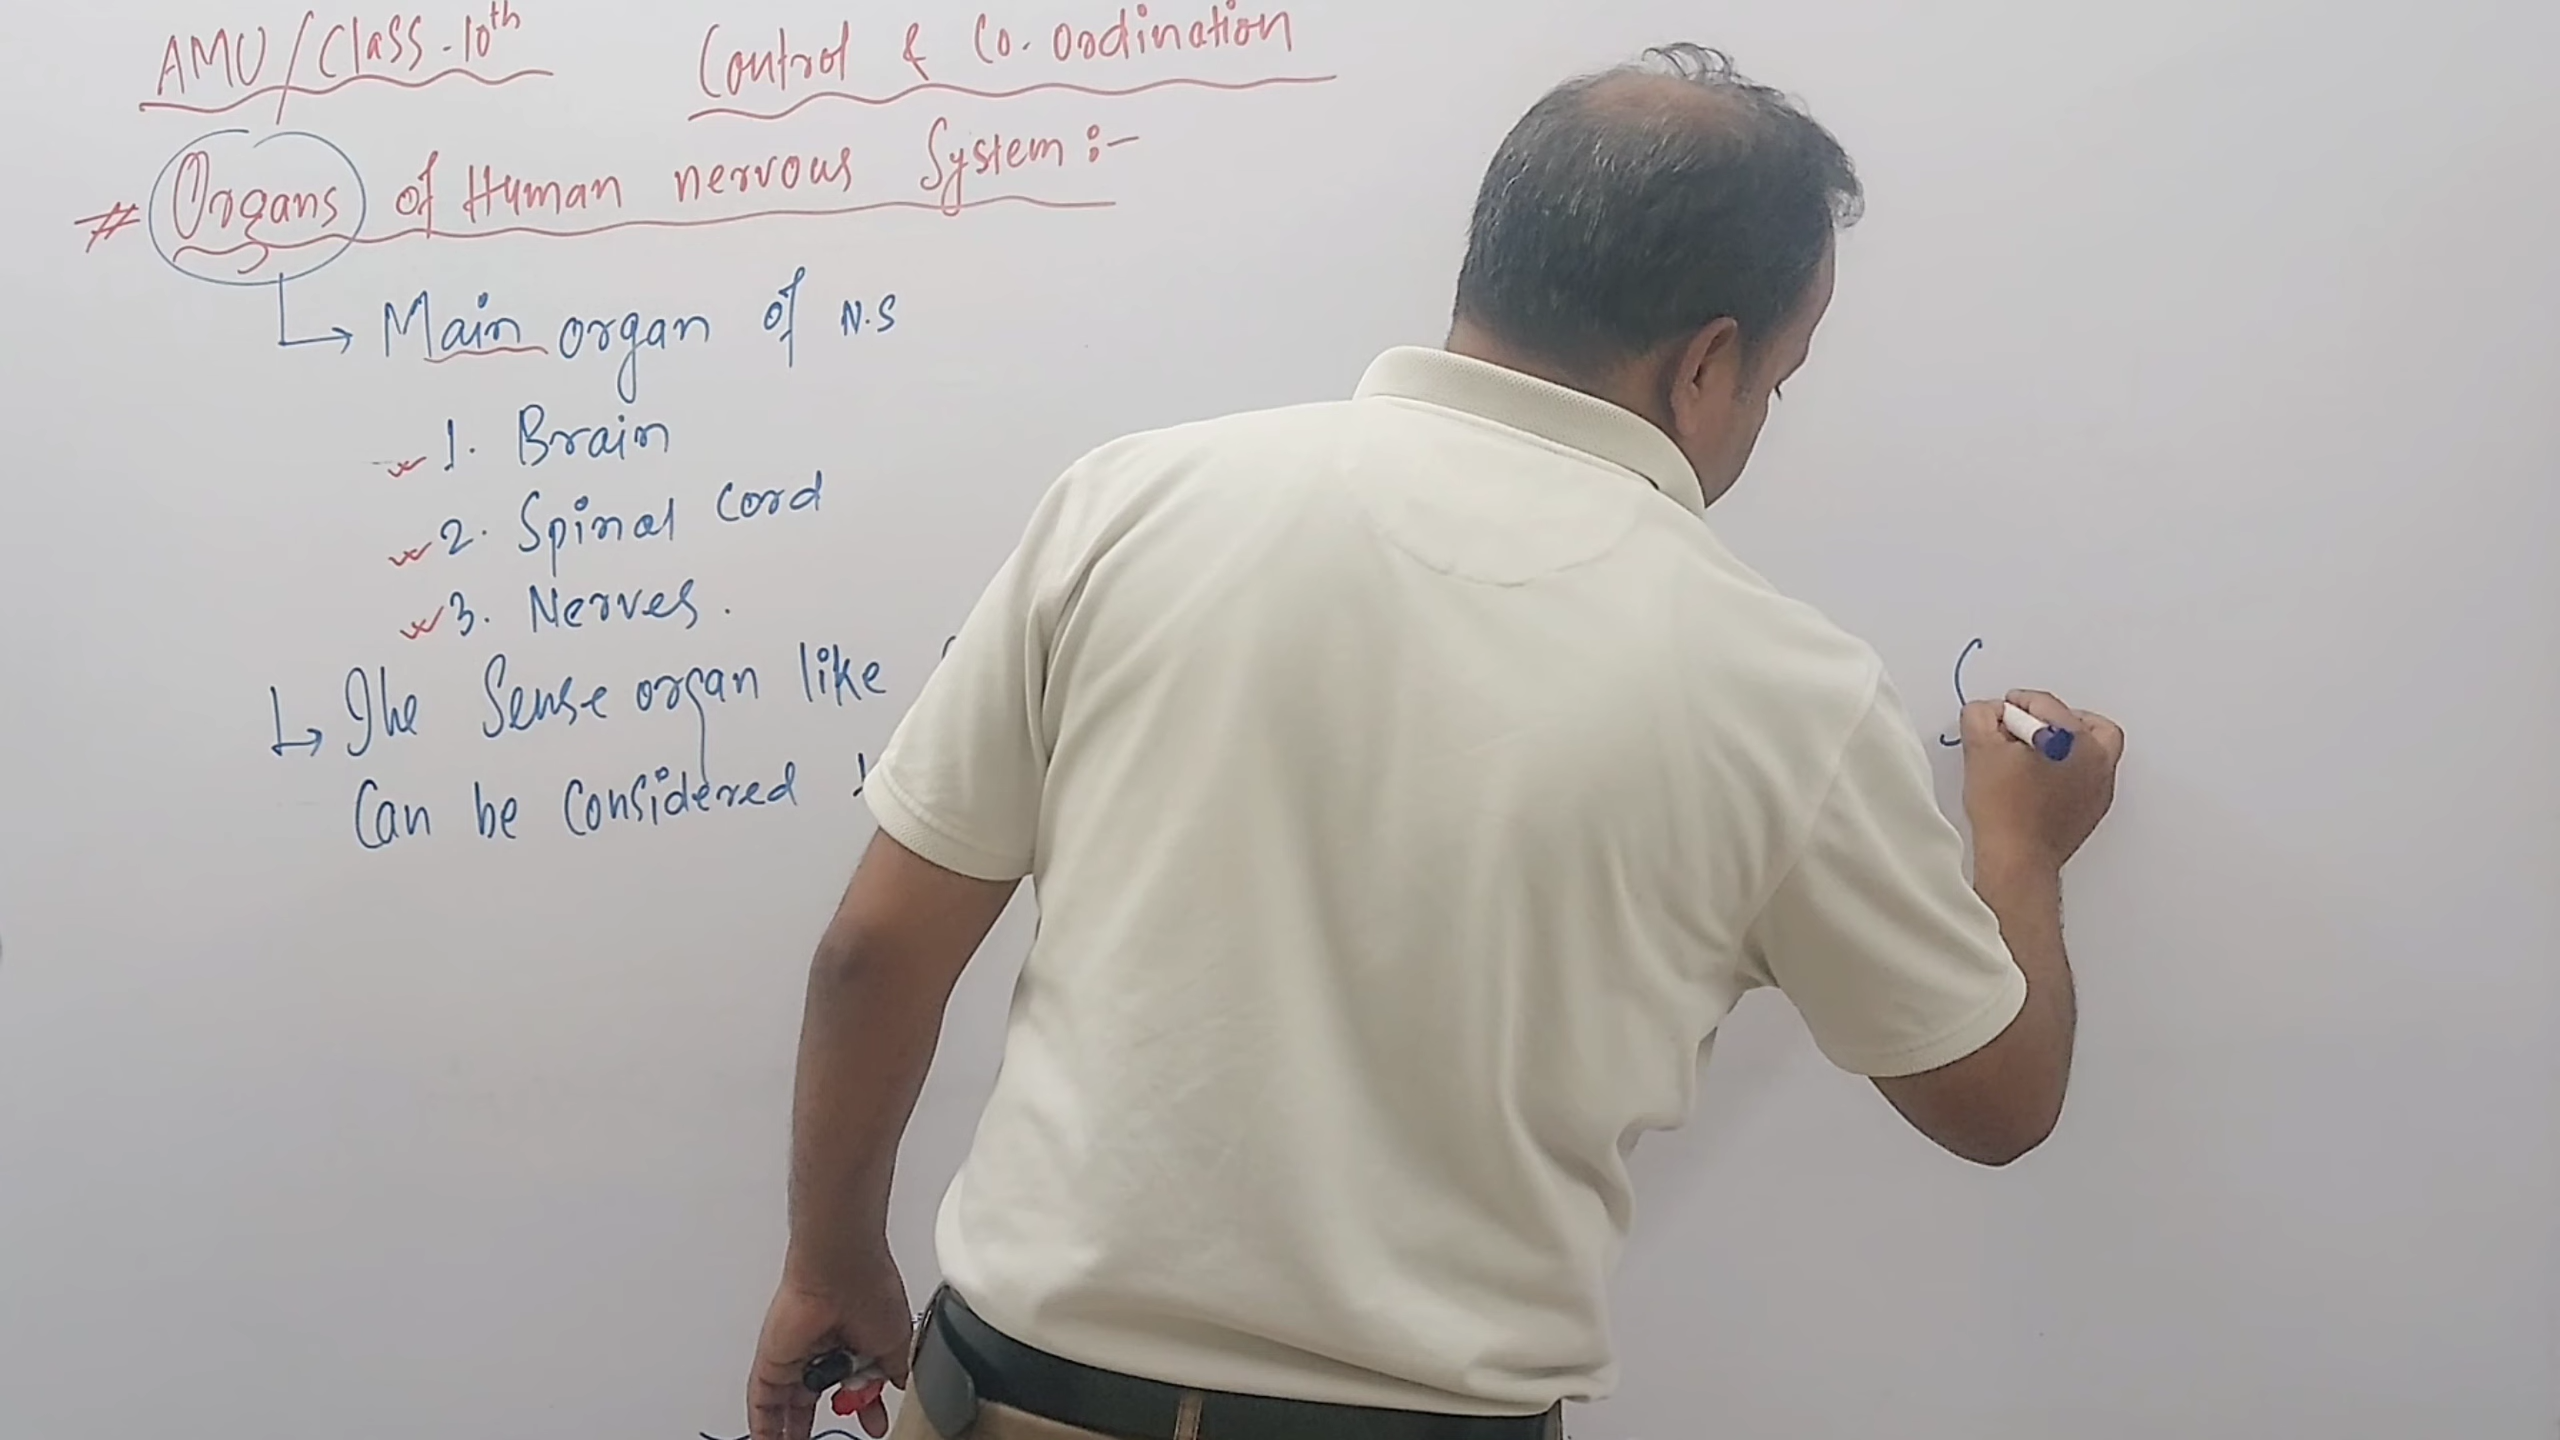 AMU/Class-10th Control & Co-ordination
# Organs of Human nervous System :-
↳ Main organ of N.S
1. Brain
2. Spinal Cord
3. Nerves.
↳ The Sense organ like
Can be Considered